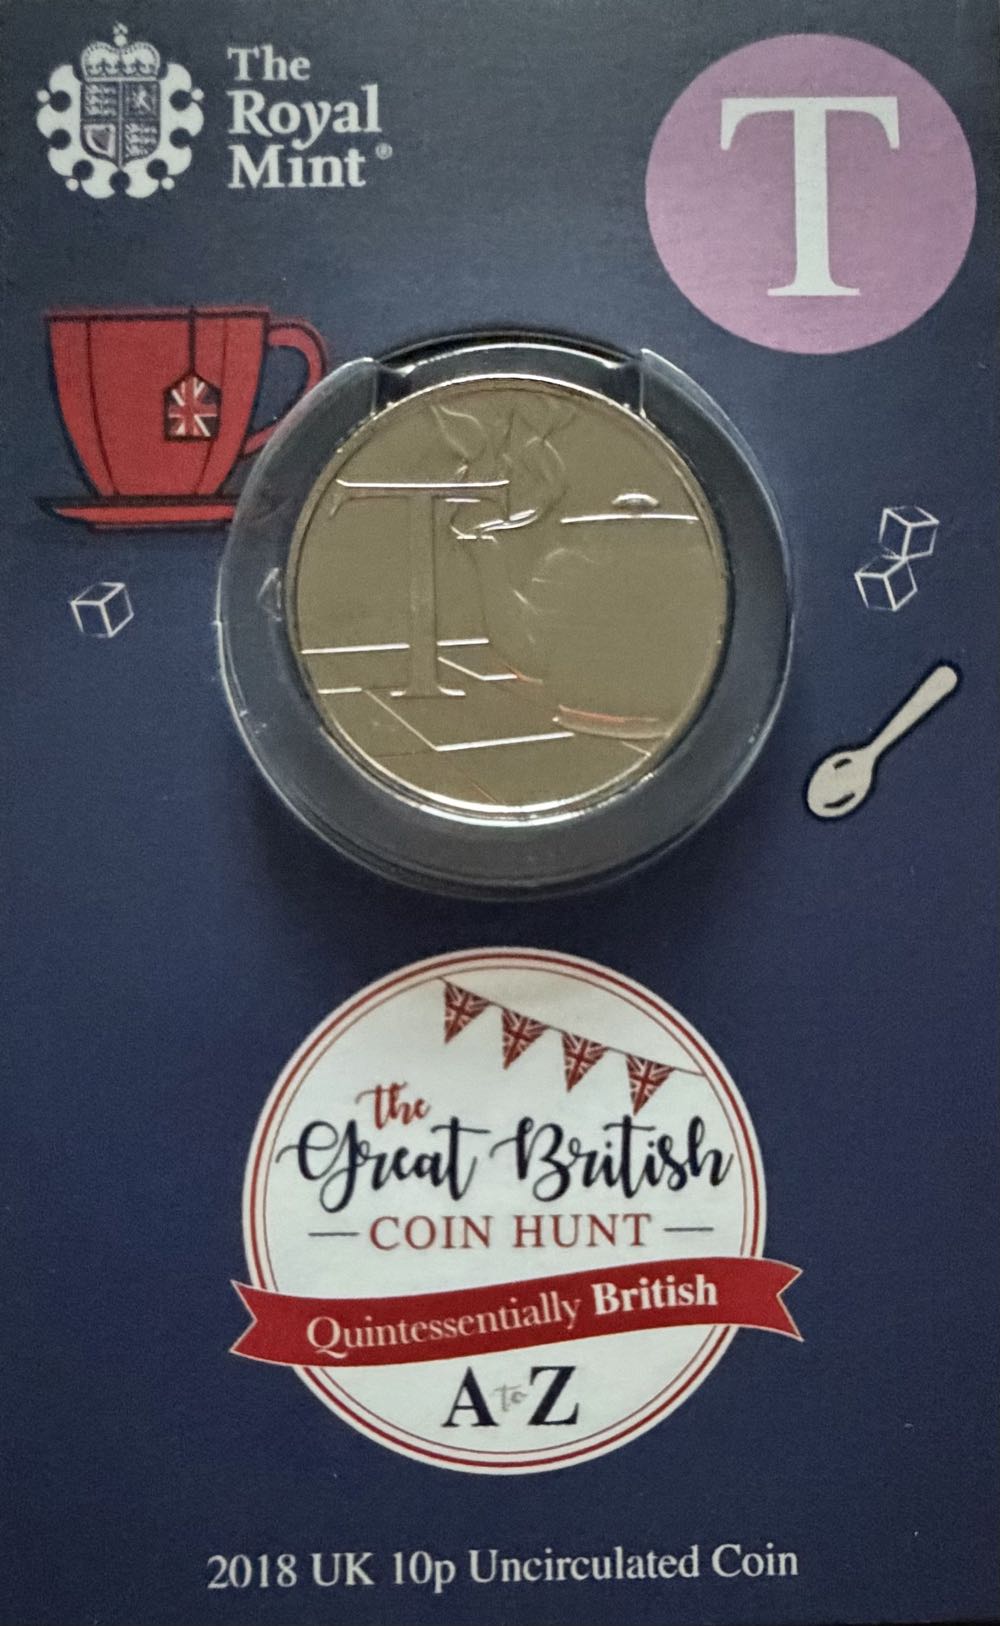 The
Royal
Mint®
T
T
the
Great British
COIN HUNT
Quintessentially British
A to Z
2018 UK 10p Uncirculated Coin